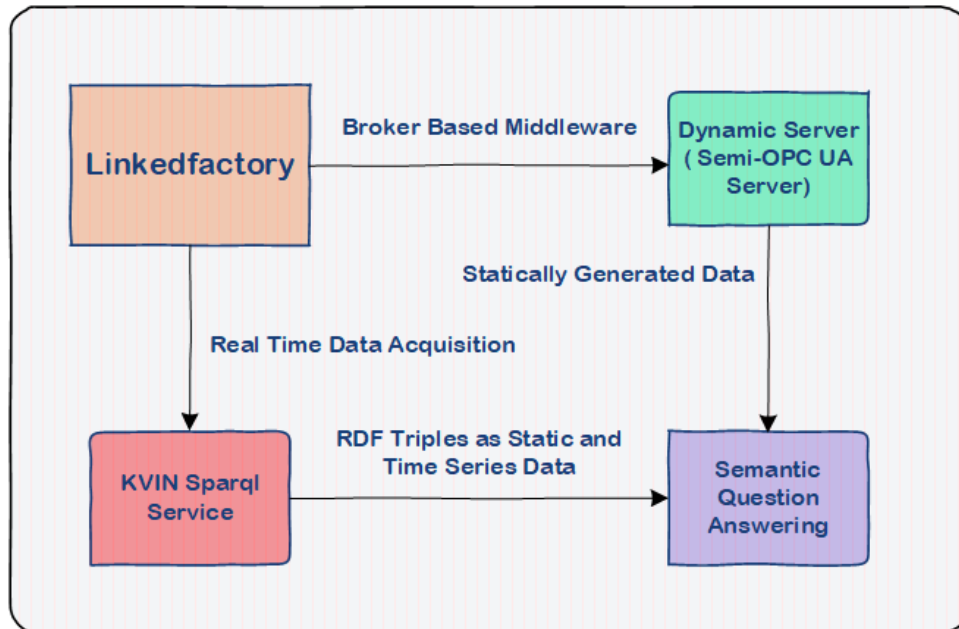 Linkedfactory
Broker Based Middleware
Dynamic Server
( Semi-OPC UA
Server)
Statically Generated Data
Real Time Data Acquisition
KVIN Sparql
Service
RDF Triples as Static and
Time Series Data
Semantic
Question
Answering